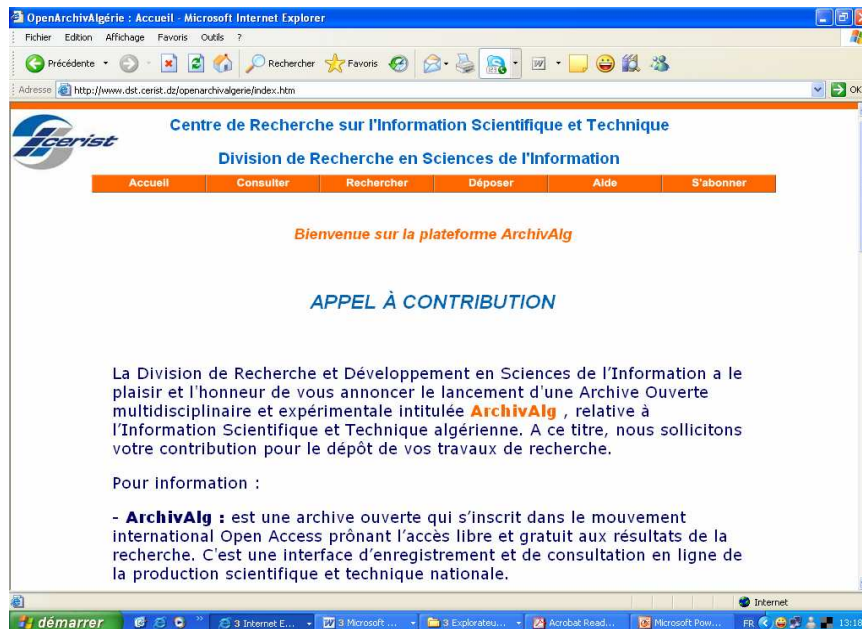 OpenArchivAlgérie : Accueil - Microsoft Internet Explorer
Fichier Edition Affichage Favoris Outils ?
Précédente Rechercher Favoris
Adresse http://www.dst.cerist.dz/openarchivalgerie/index.htm OK
cerist
Centre de Recherche sur l'Information Scientifique et Technique
Division de Recherche en Sciences de l'Information
Accueil Consulter Rechercher Déposer Aide S'abonner
Bienvenue sur la plateforme ArchivAlg
APPEL À CONTRIBUTION
La Division de Recherche et Développement en Sciences de l'Information a le
plaisir et l'honneur de vous annoncer le lancement d'une Archive Ouverte
multidisciplinaire et expérimentale intitulée ArchivAlg , relative à
l'Information Scientifique et Technique algérienne. A ce titre, nous sollicitons
votre contribution pour le dépôt de vos travaux de recherche.
Pour information :
- ArchivAlg : est une archive ouverte qui s'inscrit dans le mouvement
international Open Access prônant l'accès libre et gratuit aux résultats de la
recherche. C'est une interface d'enregistrement et de consultation en ligne de
la production scientifique et technique nationale.
Internet
démarrer 3 Internet E... 3 Microsoft ... 3 Explorateu... Acrobat Read... Microsoft Pow... FR 13:18